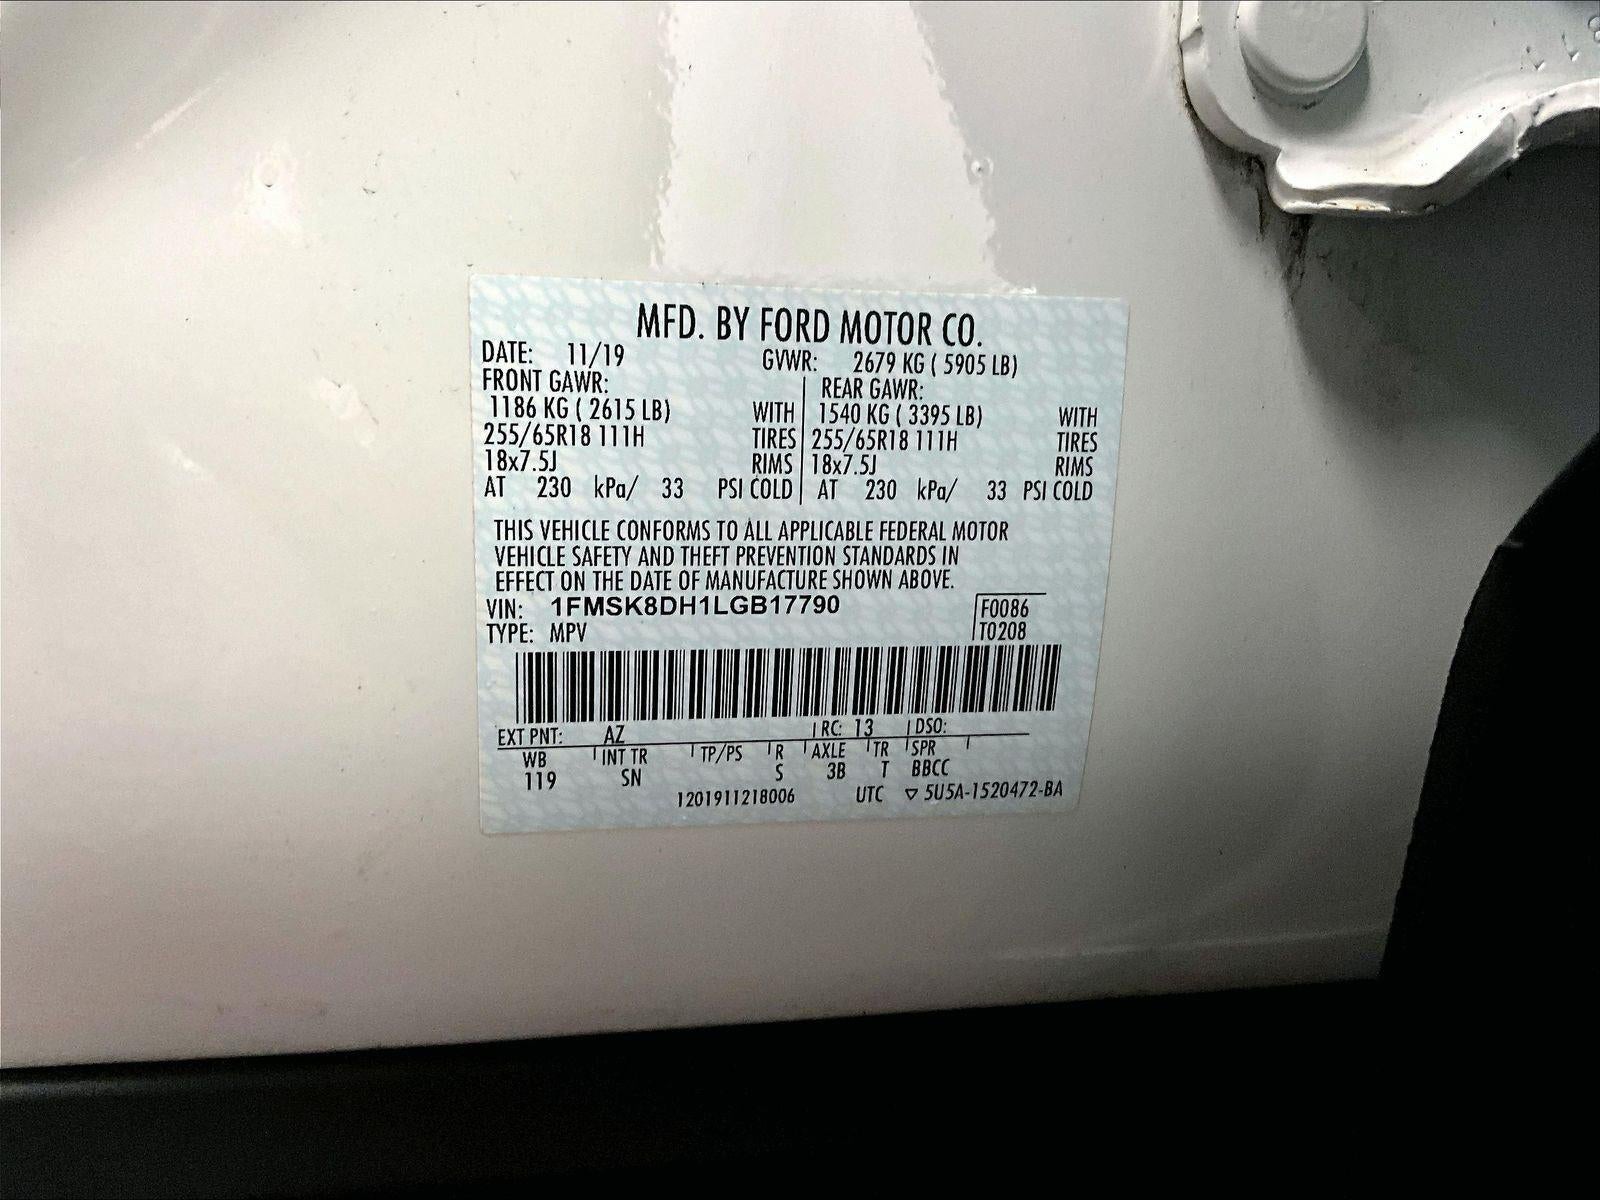 MFD. BY FORD MOTOR CO.
DATE: 11/19 GVWR: 2679 KG ( 5905 LB)
FRONT GAWR: REAR GAWR:
1186 KG ( 2615 LB) WITH 1540 KG ( 3395 LB) WITH
255/65R18 111H TIRES 255/65R18 111H TIRES
18x7.5J RIMS 18x7.5J RIMS
AT 230 kPa/ 33 PSI COLD AT 230 kPa/ 33 PSI COLD
THIS VEHICLE CONFORMS TO ALL APPLICABLE FEDERAL MOTOR
VEHICLE SAFETY AND THEFT PREVENTION STANDARDS IN
EFFECT ON THE DATE OF MANUFACTURE SHOWN ABOVE.
VIN: 1FMSK8DH1LGB17790 F0086
TYPE: MPV T0208
EXT PNT: AZ RC: 13 DSO:
WB INT TR TP/PS R AXLE TR SPR
119 SN S 3B T BBCC
1201911218006 UTC ▽ 5U5A-1520472-BA